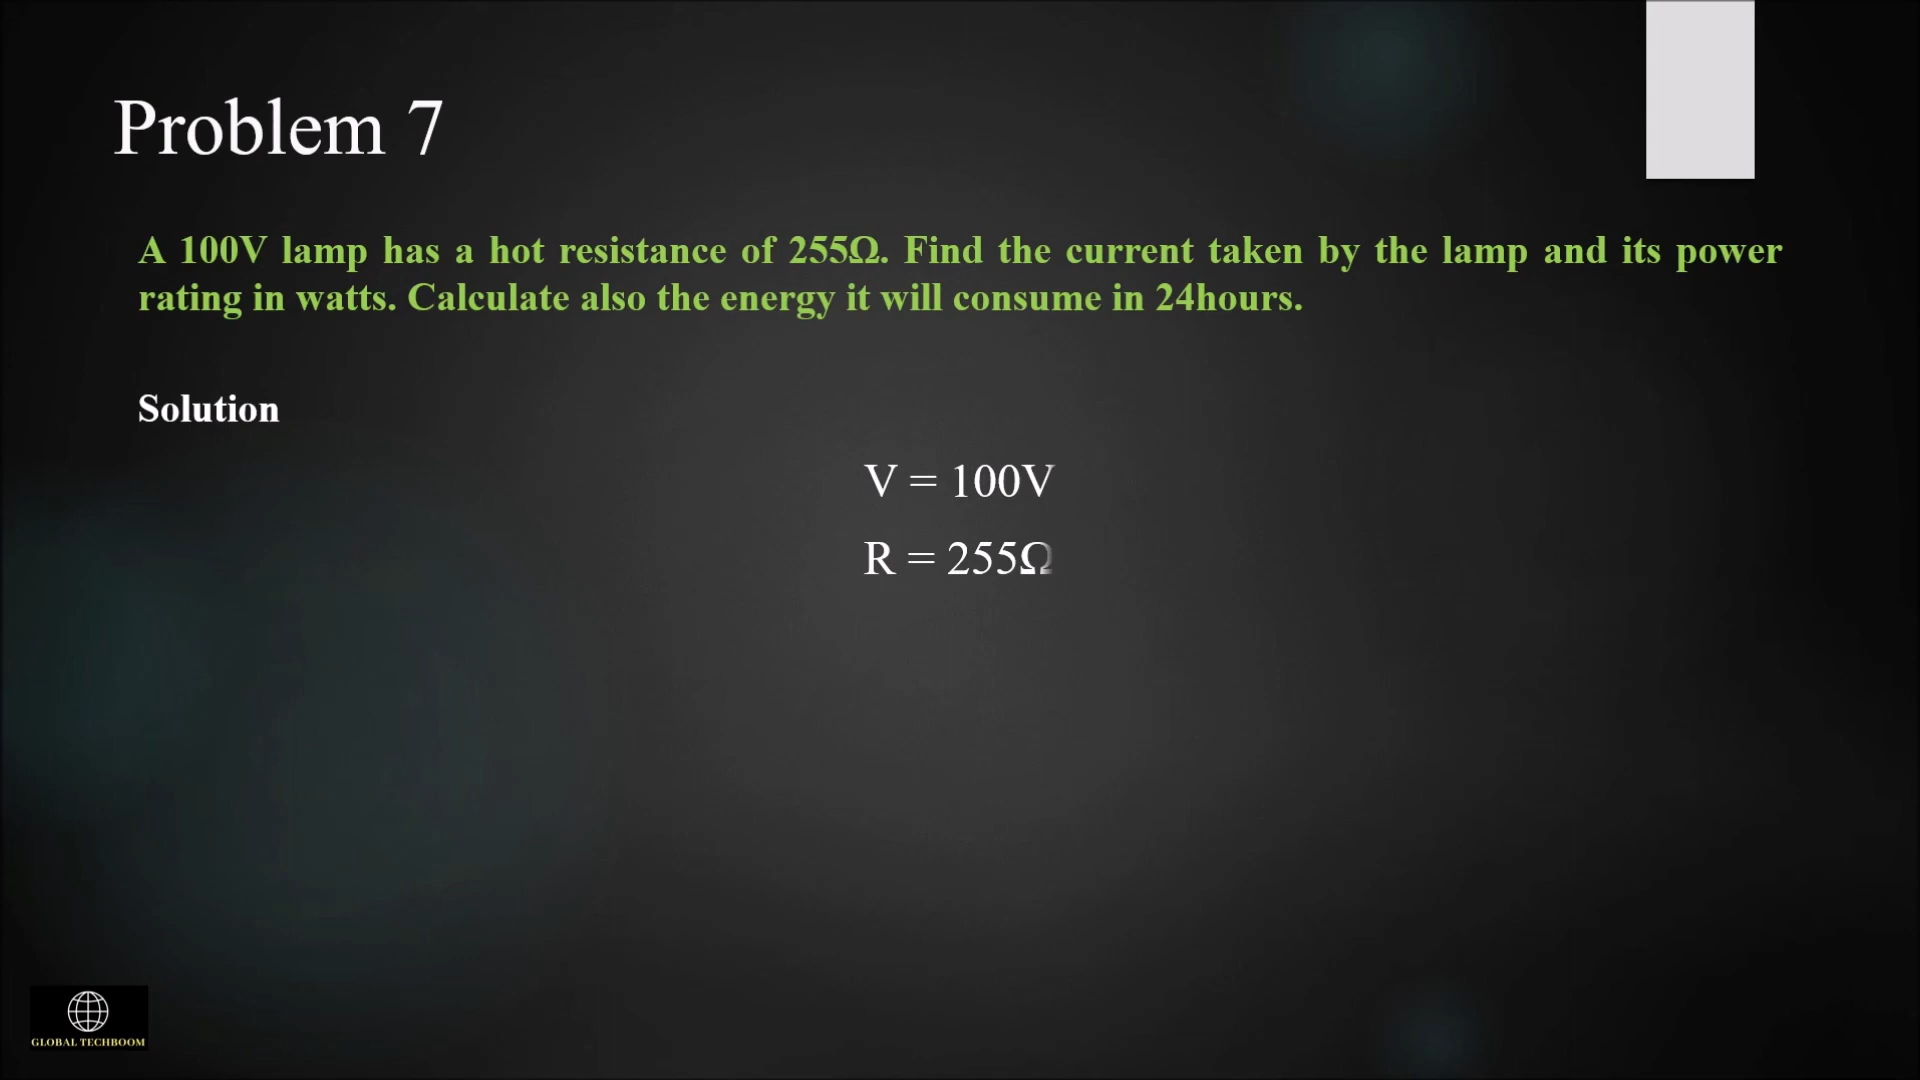 Problem 7
A 100V lamp has a hot resistance of 255Ω. Find the current taken by the lamp and its power
rating in watts. Calculate also the energy it will consume in 24hours.
Solution
V = 100V
R = 255Ω
GLOBAL TECHBOOM